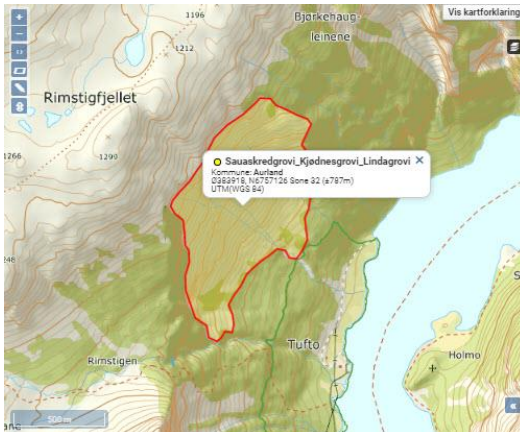 1196
Bjørkehaug-
leinene
Vis kartforklaring
1212
Rimstigfjellet
1266
1290
Sauaskredgrovi_Kjødnesgrovi_Lindagrovi
Kommune: Aurland
Ø383918, N6757126 Sone 32 (±787m)
UTM(WGS 84)
Tufto
Rimstigen
Holmo
500 m